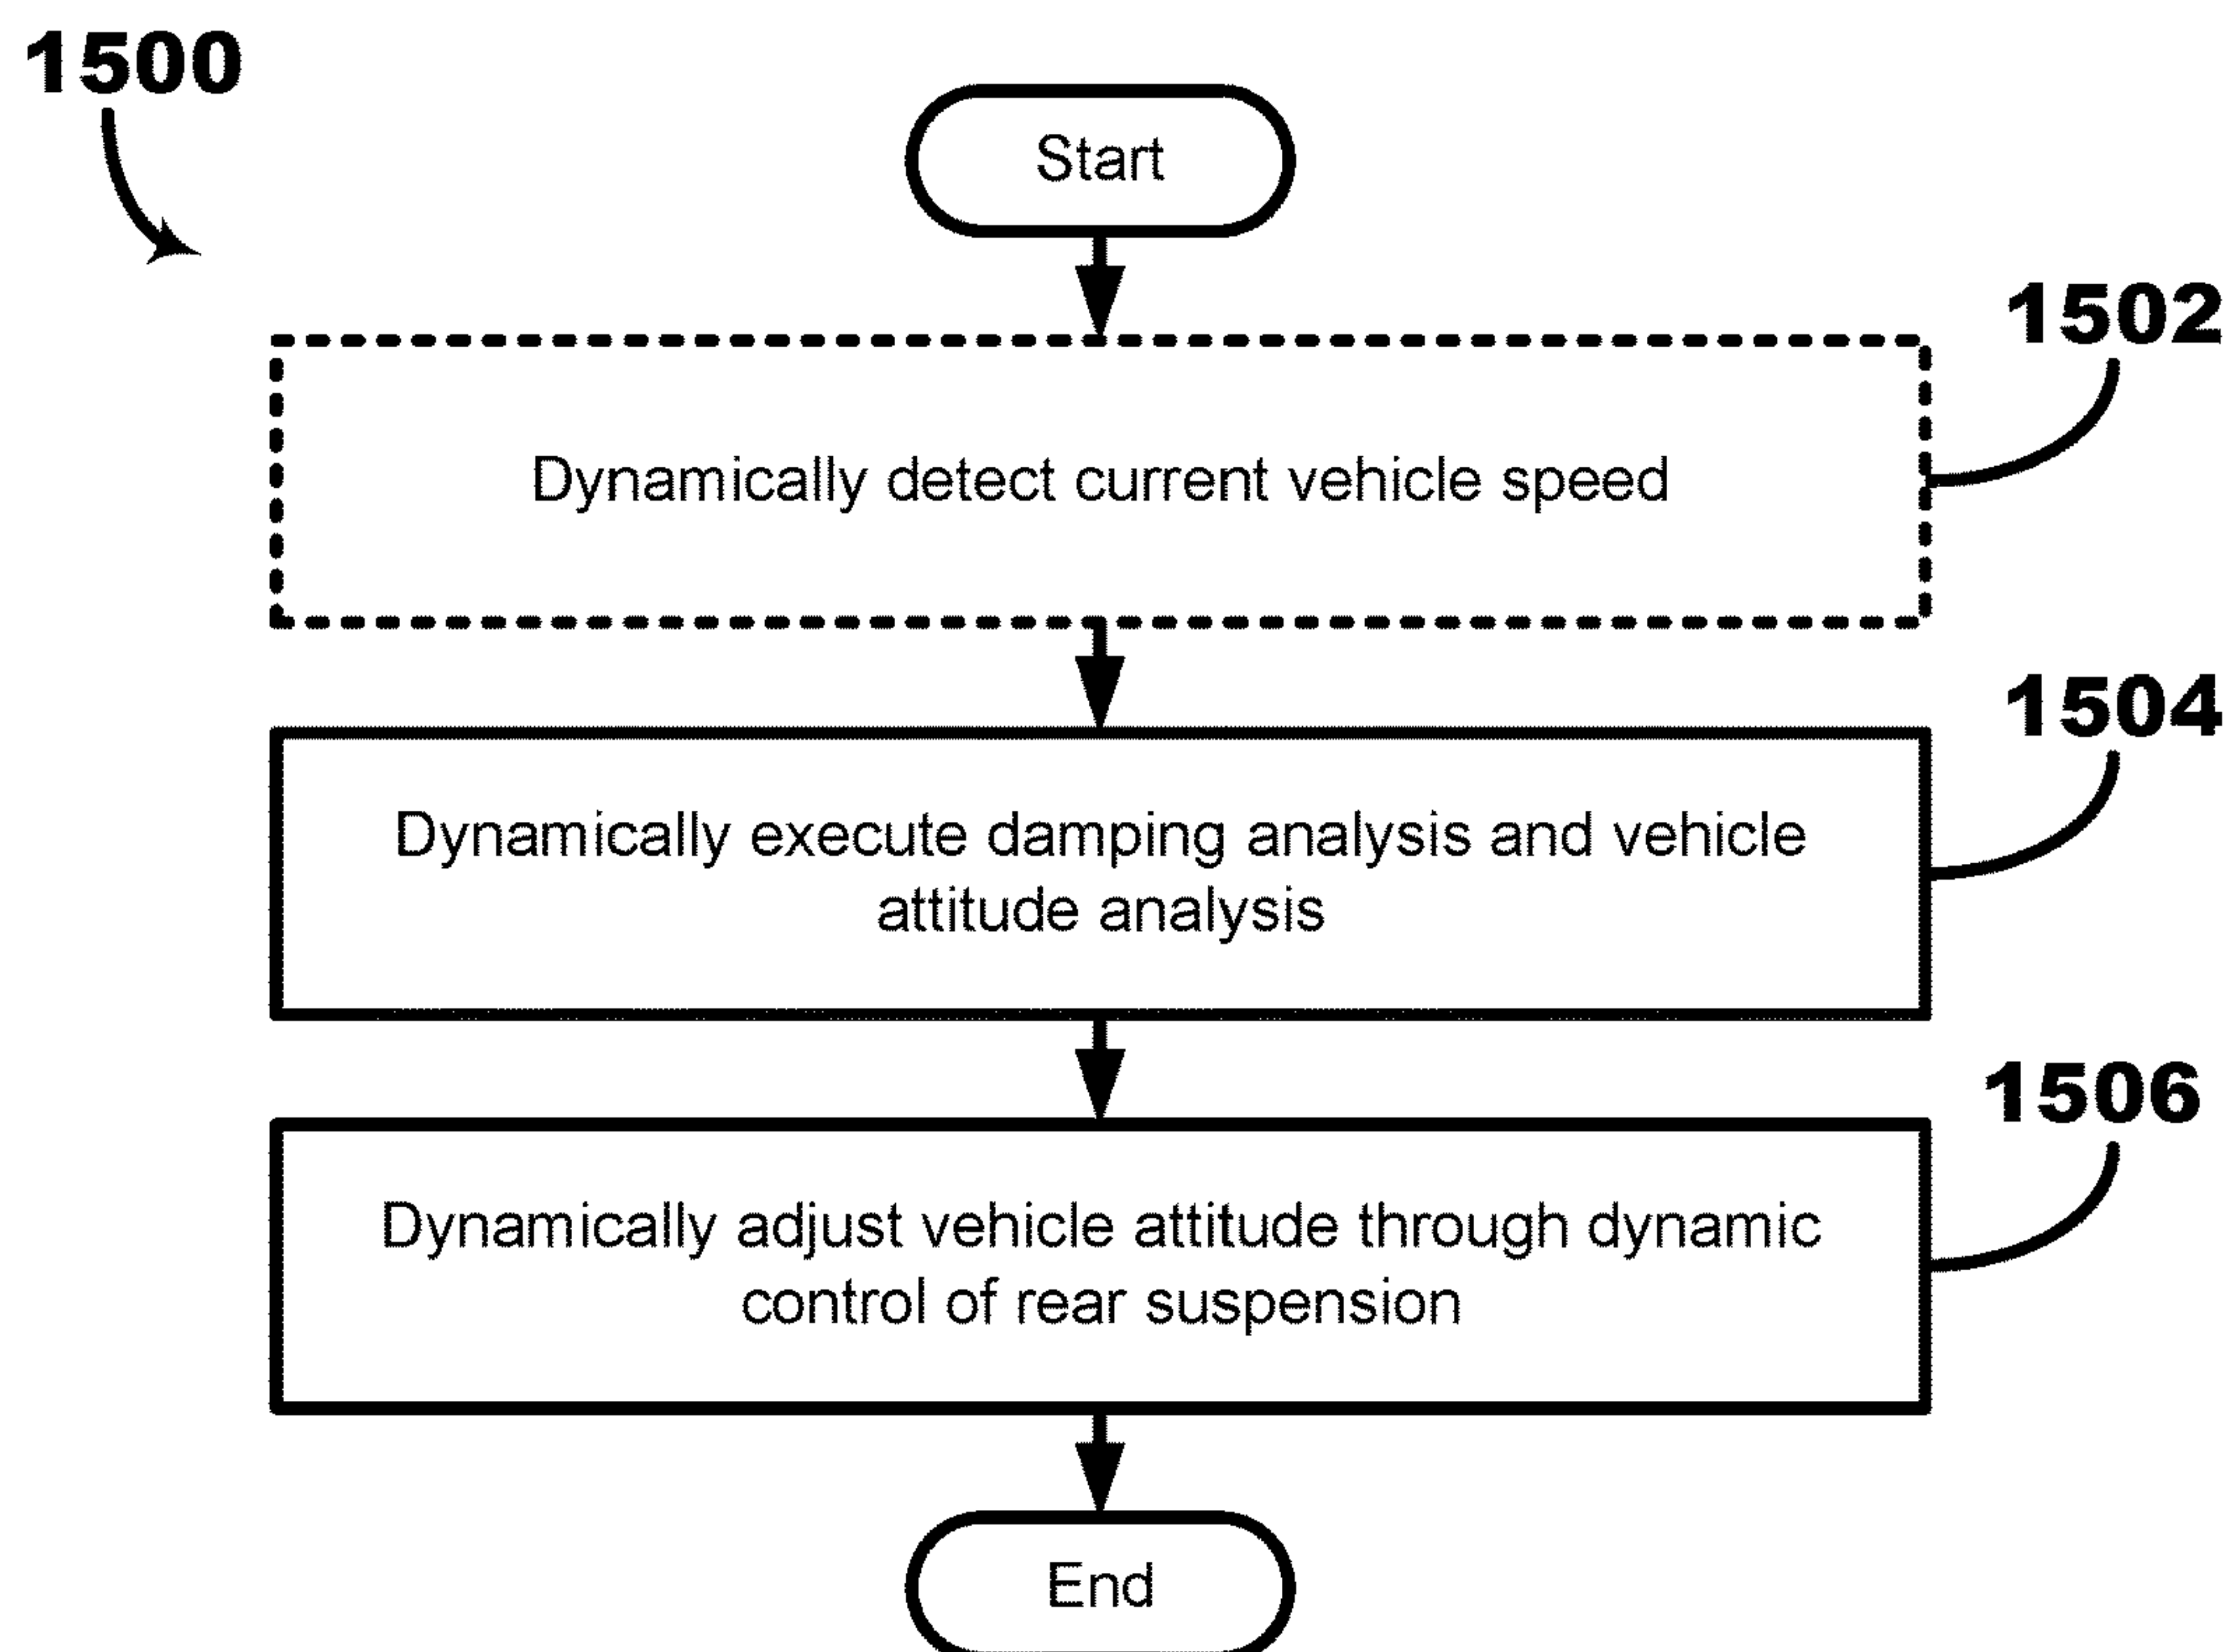 1500
Start
1502
Dynamically detect current vehicle speed
1504
Dynamically execute damping analysis and vehicle
attitude analysis
1506
Dynamically adjust vehicle attitude through dynamic
control of rear suspension
End